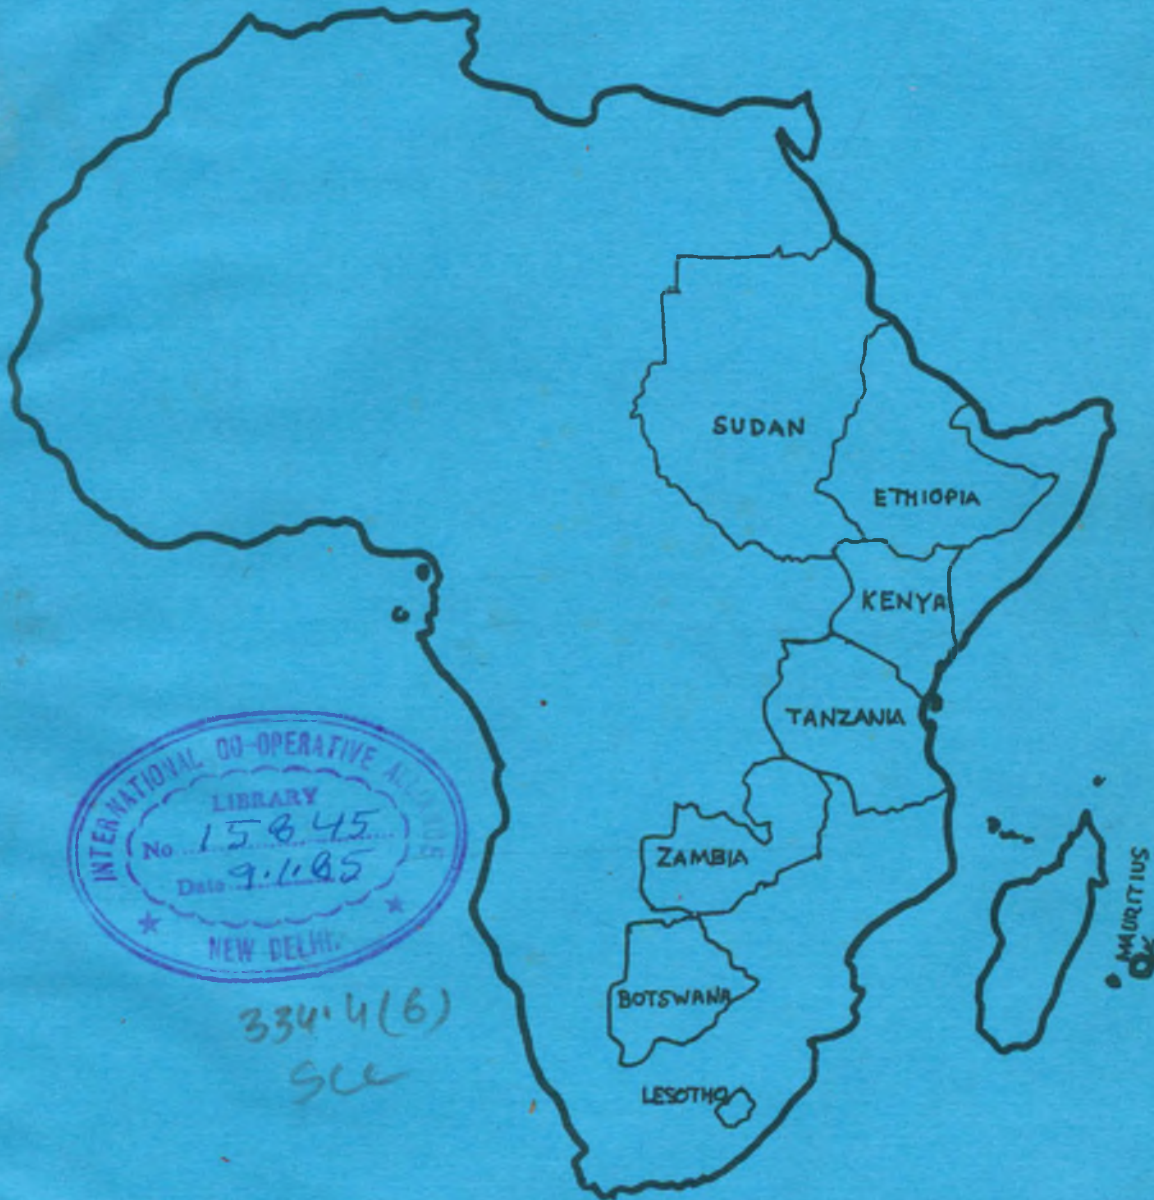 SUDAN
ETHIOPIA
KENYA
TANZANIA
ZAMBIA
MAURITIUS
BOTSWANA
LESOTHO
INTERNATIONAL CO-OPERATIVE
LIBRARY
No 15845
Date 9.1.85
NEW DELHI.
334.4(6)